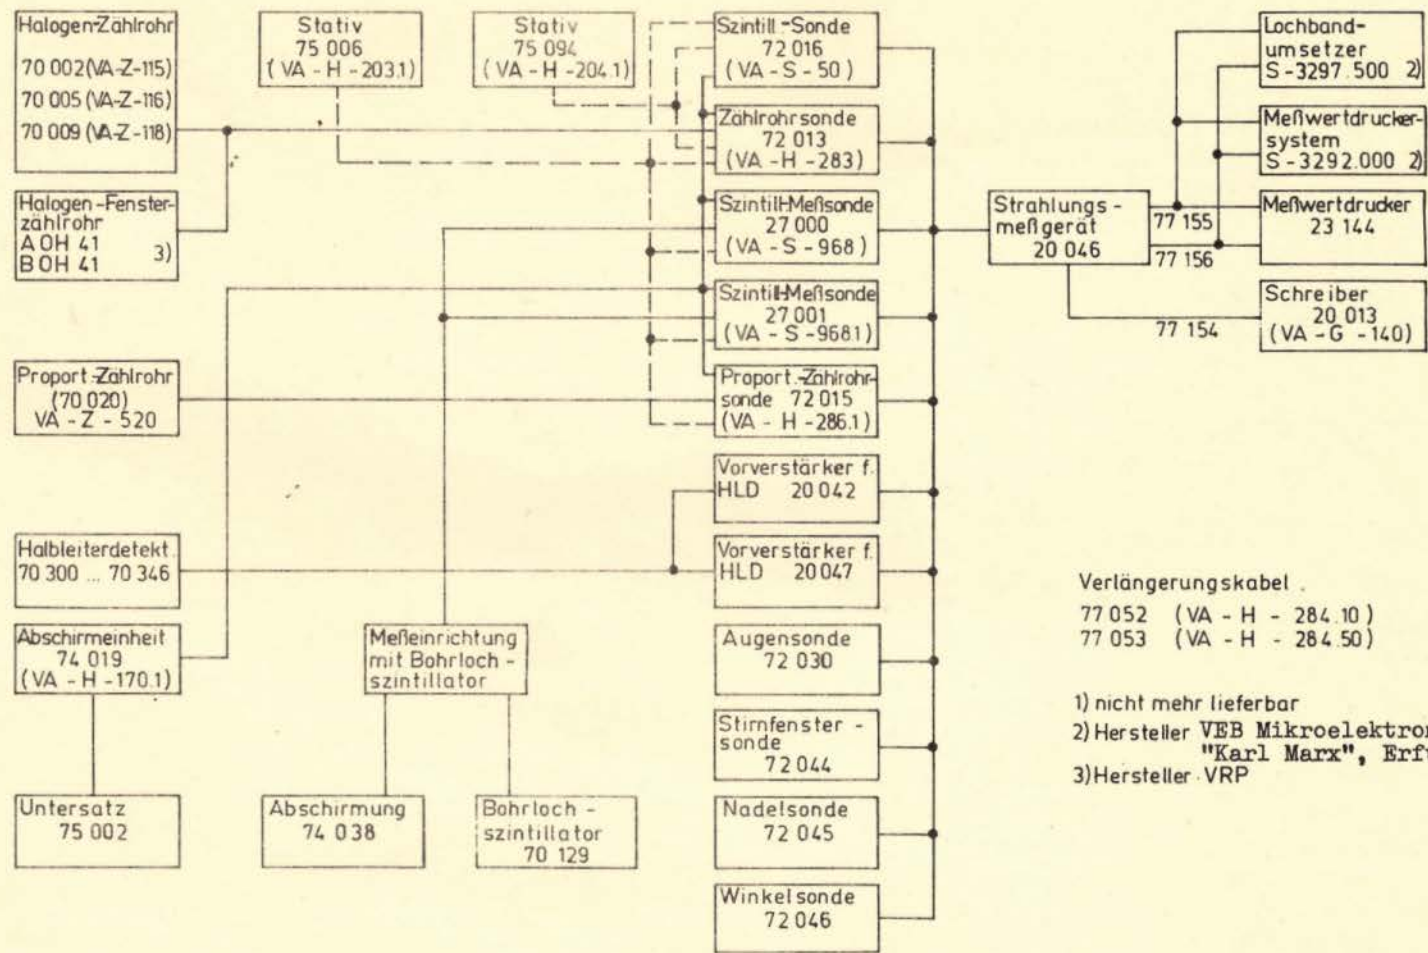 Halogen-Zählrohr
70 002 (VA-Z-115)
70 005 (VA-Z-116)
70 009 (VA-Z-118)
Halogen-Fenster-
zählrohr
A OH 41
B OH 41 3)
Proport.-Zählrohr
(70 020)
VA - Z - 520
Halbleiterdetekt.
70 300 ... 70 346
Abschirmeinheit
74 019
(VA - H - 170.1)
Untersatz
75 002
Stativ
75 006
(VA - H - 203.1)
Stativ
75 094
(VA - H - 204.1)
Meßeinrichtung
mit Bohrloch -
szintillator
Abschirmung
74 038
Bohrloch -
szintillator
70 129
Szintill.-Sonde
72 016
(VA - S - 50)
Zählrohrsonde
72 013
(VA - H - 283)
Szintill-Meßsonde
27 000
(VA - S - 968)
Szintill-Meßsonde
27 001
(VA - S - 968.1)
Proport.-Zählrohr-
sonde 72 015
(VA - H - 286.1)
Vorverstärker f.
HLD 20 042
Vorverstärker f.
HLD 20 047
Augensonde
72 030
Stirnfenster -
sonde
72 044
Nadelsonde
72 045
Winkelsonde
72 046
Strahlungs -
meßgerät
20 046
77 155
77 156
77 154
Lochband-
umsetzer
S - 3297.500 2)
Meßwertdrucker-
system
S - 3292.000 2)
Meßwertdrucker
23 144
Schreiber
20 013
(VA - G - 140)
Verlängerungskabel
77 052 (VA - H - 284.10)
77 053 (VA - H - 284.50)
1) nicht mehr lieferbar
2) Hersteller VEB Mikroelektron
"Karl Marx", Erf
3) Hersteller VRP